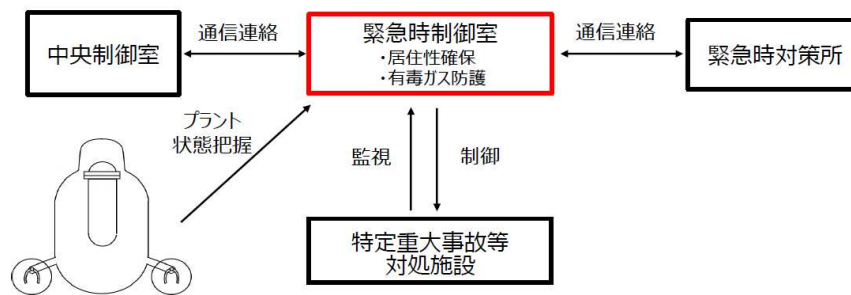 中央制御室
通信連絡
緊急時制御室
・居住性確保
・有毒ガス防護
通信連絡
緊急時対策所
プラント
状態把握
監視
制御
特定重大事故等
対処施設